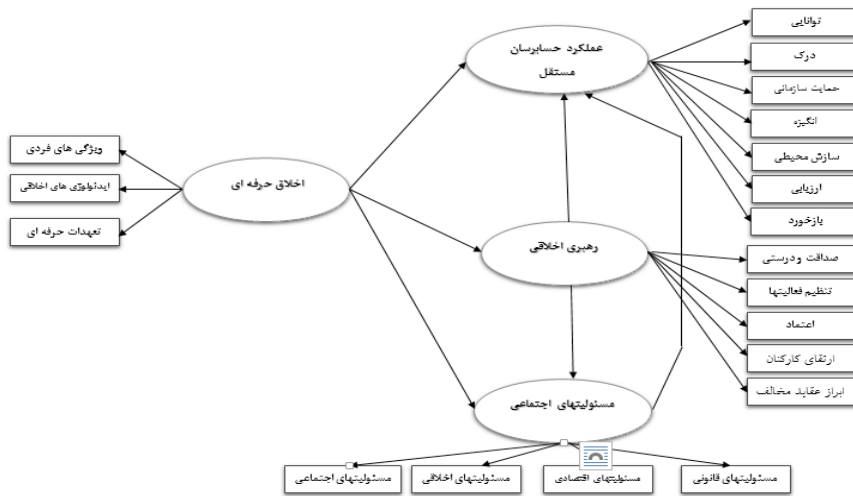 توانایی
درک
حمایت سازمانی
انگیزه
سازش محیطی
ارزیابی
بازخورد
عملکرد حسابرسان
مستقل
ویژگی های فردی
ایدئولوژی های اخلاقی
تعهدات حرفه ای
اخلاق حرفه ای
رهبری اخلاقی
صداقت و درستی
تنظیم فعالیتها
اعتماد
ارتقای کارکنان
ابراز عقاید مخالف
مسئولیتهای اجتماعی
مسئولیتهای قانونی
مسئولیتهای اقتصادی
مسئولیتهای اخلاقی
مسئولیتهای اجتماعی